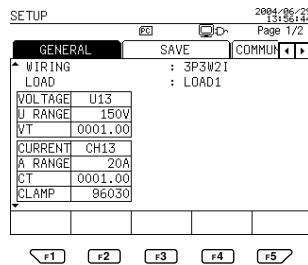 SETUP 2004/06/29
13:56:44
PC Page 1/2
GENERAL SAVE COMMUN
WIRING : 3P3W2I
LOAD : LOAD1
VOLTAGE U13
U RANGE 150V
VT 0001.00
CURRENT CH13
A RANGE 20A
CT 0001.00
CLAMP 96030
F1 F2 F3 F4 F5